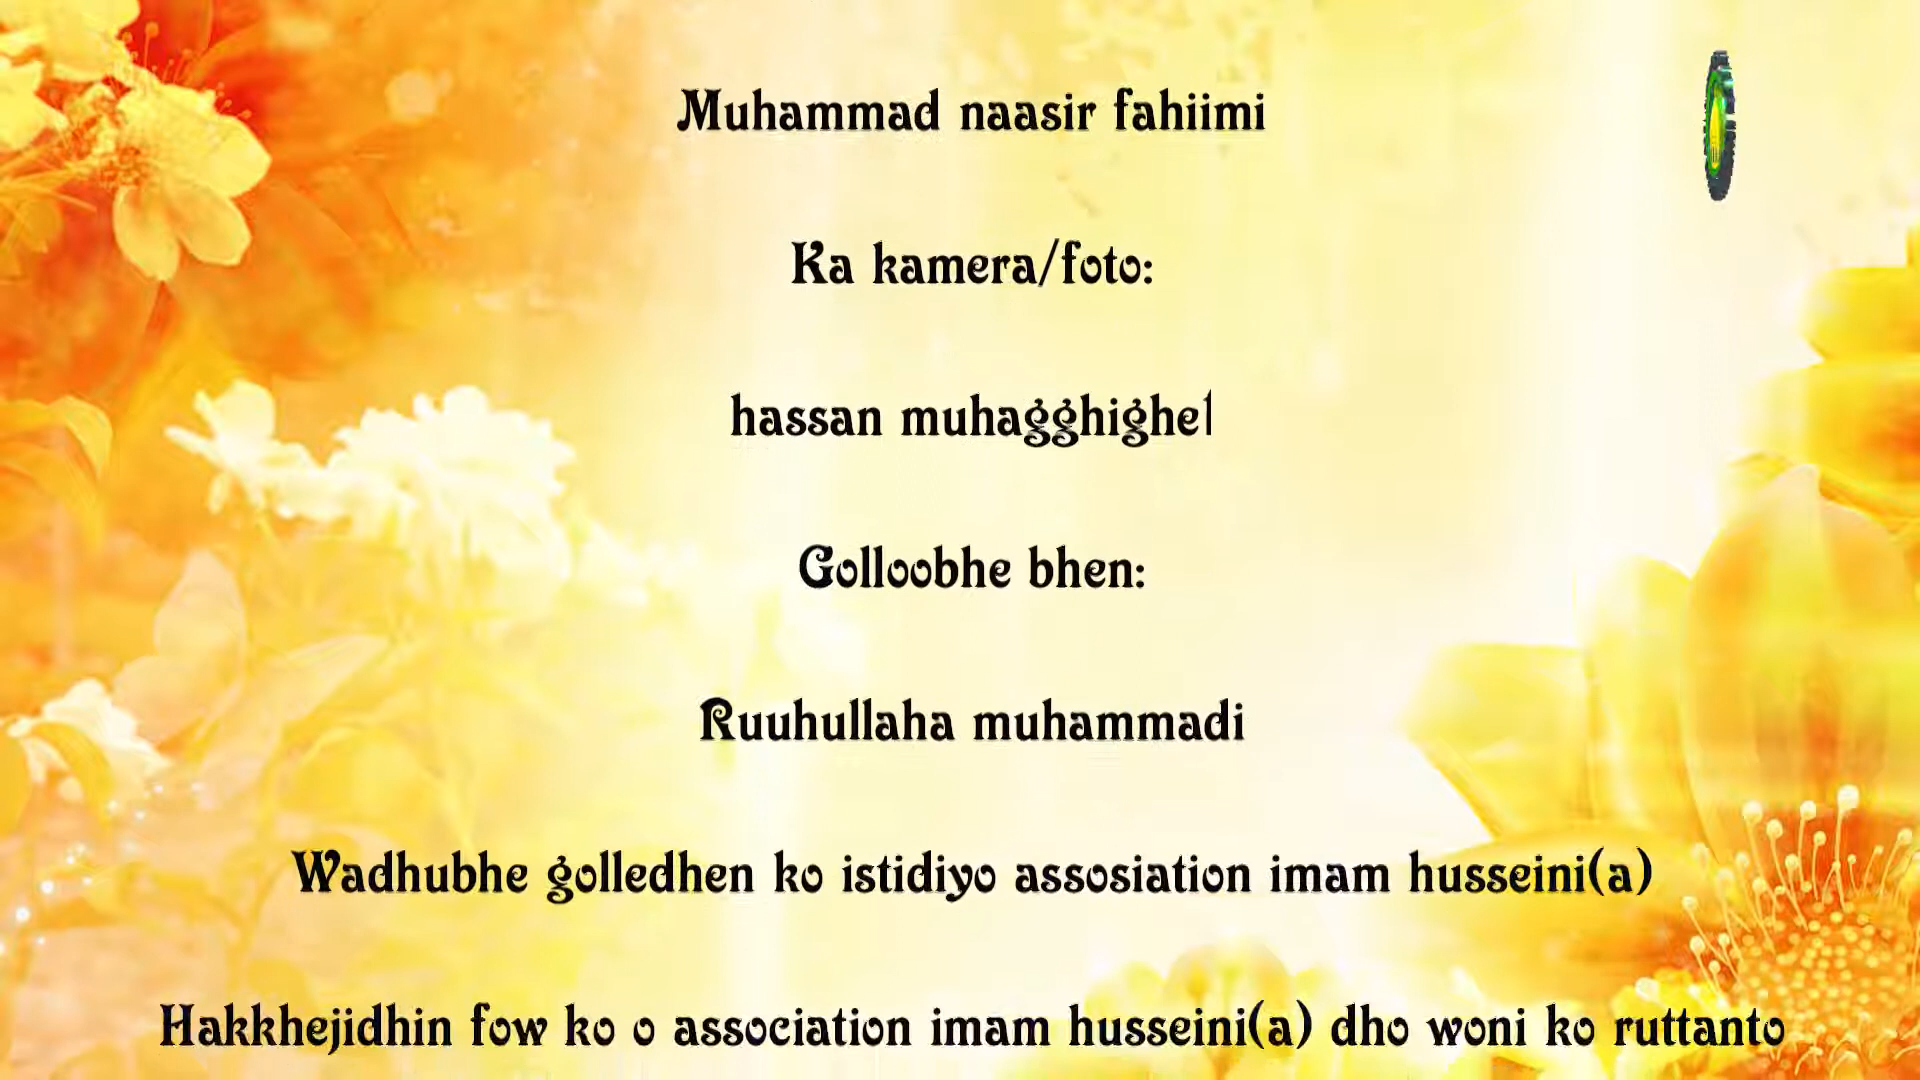 Muhammad naasir fahiimi
Ka kamera/foto:
hassan muhagghighel
Golloobhe bhen:
Ruuhullaha muhammadi
Wadhubhe golledhen ko istidiyo assosiation imam husseini(a)
Hakkhejidhin fow ko o association imam husseini(a) dho woni ko ruttanto